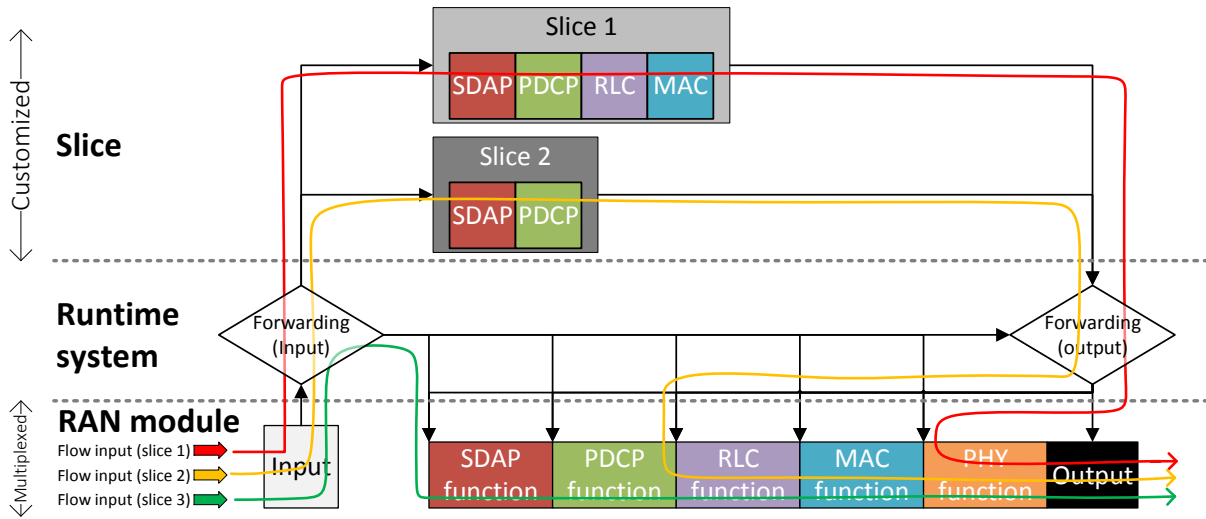 Slice 1
SDAP PDCP RLC MAC
Customized
Slice
Slice 2
SDAP PDCP
Runtime
system
Forwarding
(Input)
Forwarding
(output)
Multiplexed
RAN module
Flow input (slice 1)
Flow input (slice 2)
Flow input (slice 3)
Input
SDAP
function
PDCP
function
RLC
function
MAC
function
PHY
function
Output